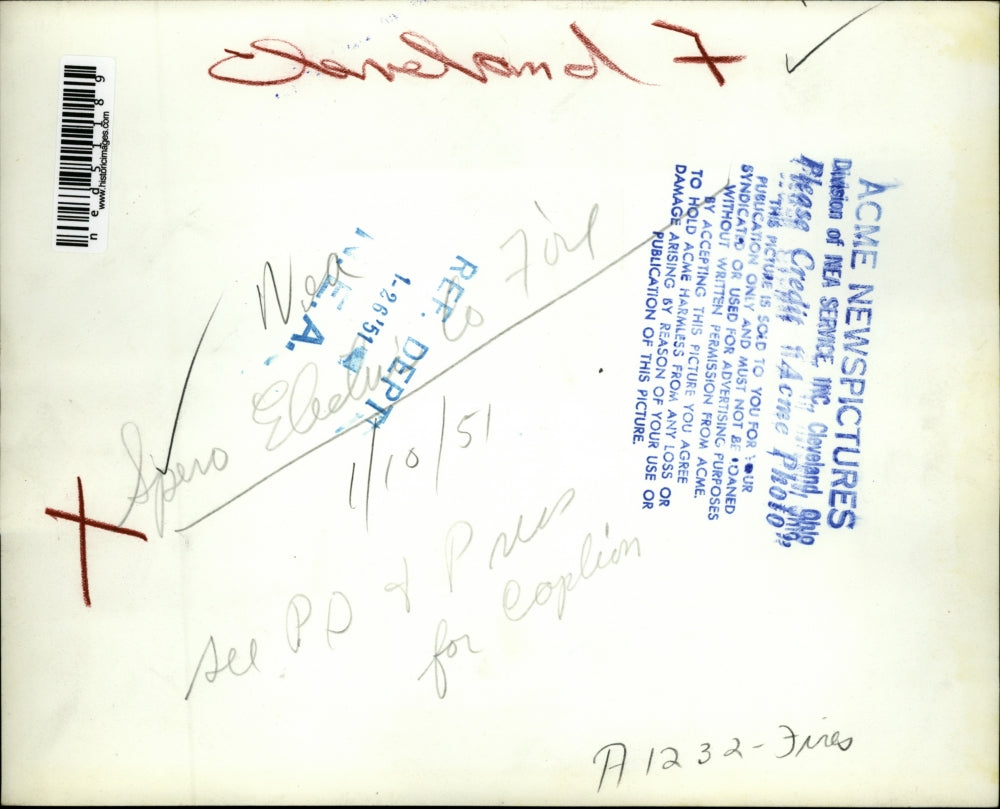 Cleveland F
ned51189
www.historicimages.com
ACME NEWSPICTURES
Division of NEA SERVICE, INC., Cleveland, Ohio
Please Credit "Acme Photo"
THIS PICTURE IS SOLD TO YOU FOR YOUR
PUBLICATION ONLY AND MUST NOT BE LOANED
SYNDICATED OR USED FOR ADVERTISING PURPOSES
WITHOUT WRITTEN PERMISSION FROM ACME.
BY ACCEPTING THIS PICTURE YOU AGREE
TO HOLD ACME HARMLESS FROM ANY LOSS OR
DAMAGE ARISING BY REASON OF YOUR USE OR
PUBLICATION OF THIS PICTURE.
Nea
N.E.A.
1-26'51
REF. DEPT.
Spero Electric Co Fire
1/10/51
see PD & Press
for caption
A1232-Fires